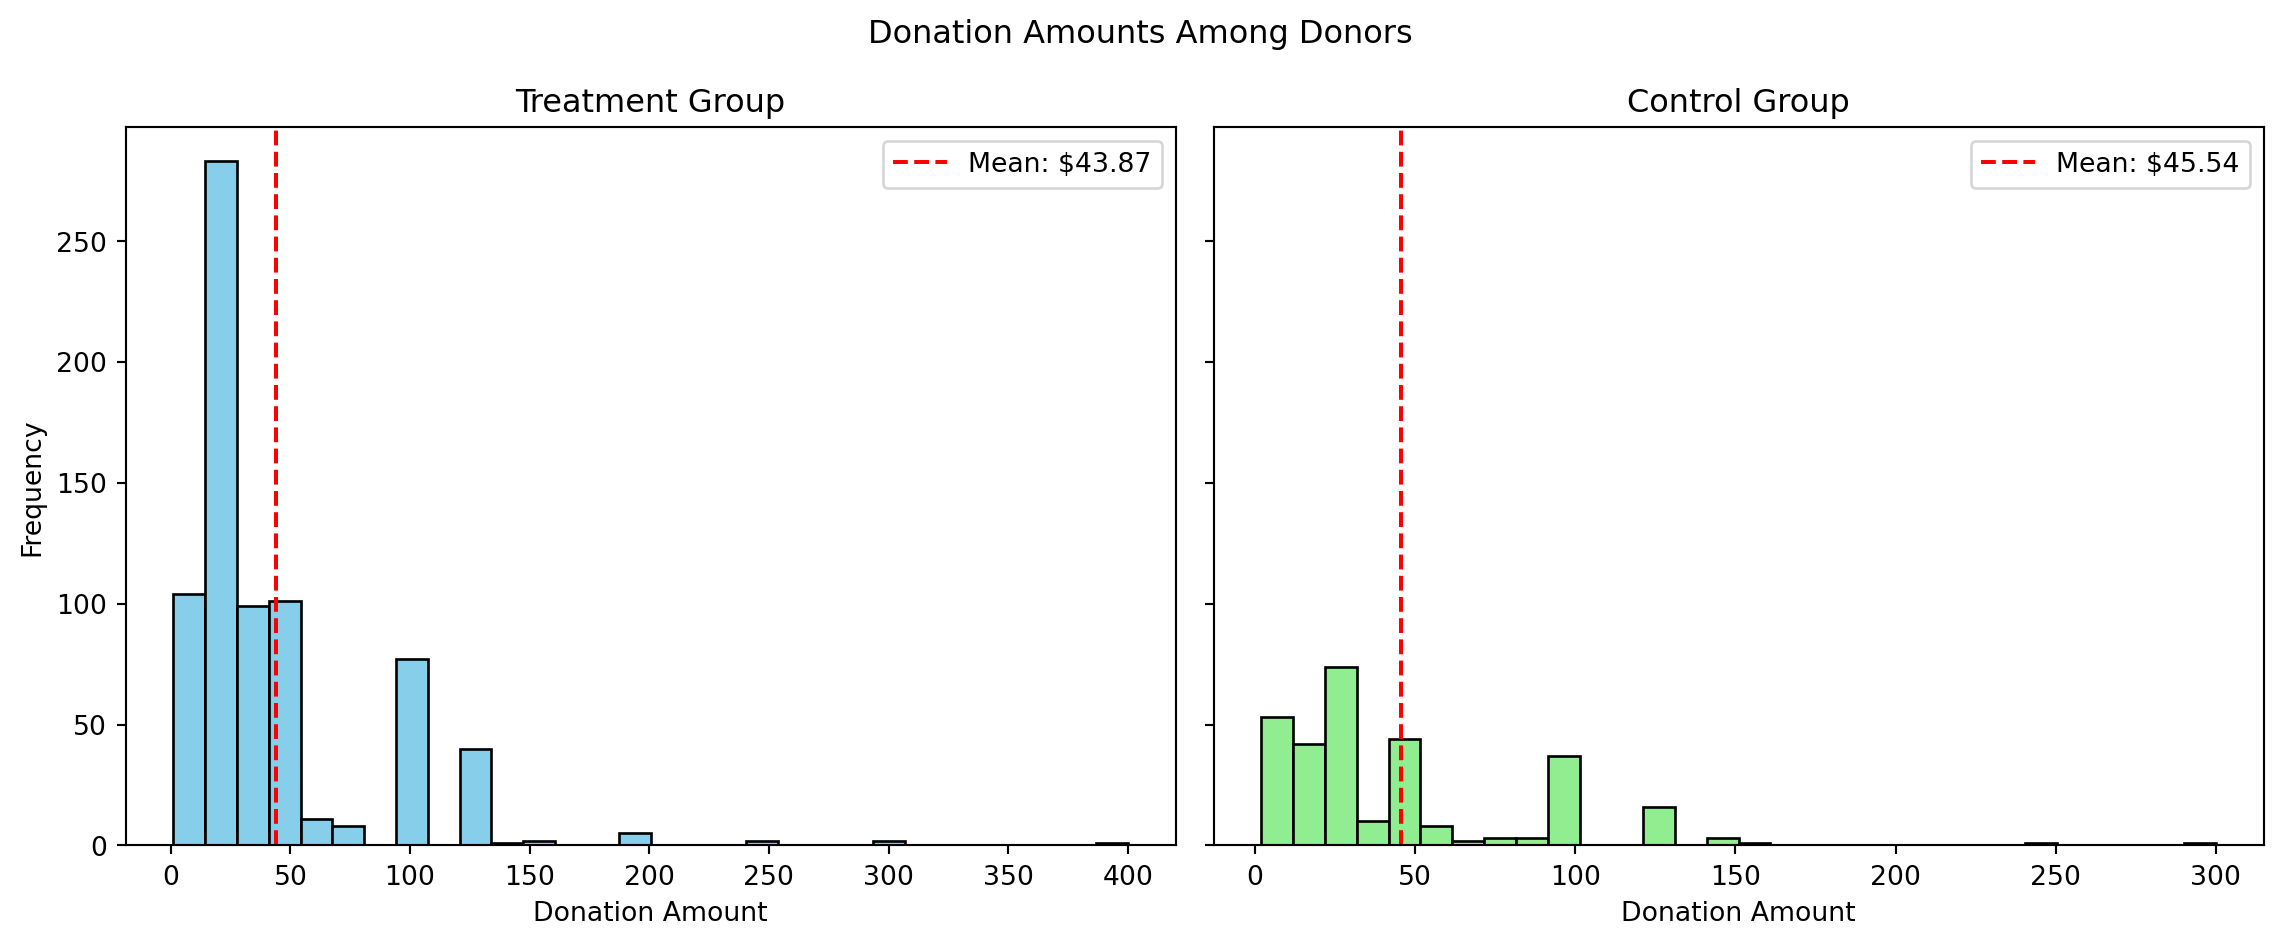 Donation Amounts Among Donors
Treatment Group
Mean: $43.87
Frequency
250
200
150
100
50
0
0 50 100 150 200 250 300 350 400
Donation Amount
Control Group
Mean: $45.54
0 50 100 150 200 250 300
Donation Amount